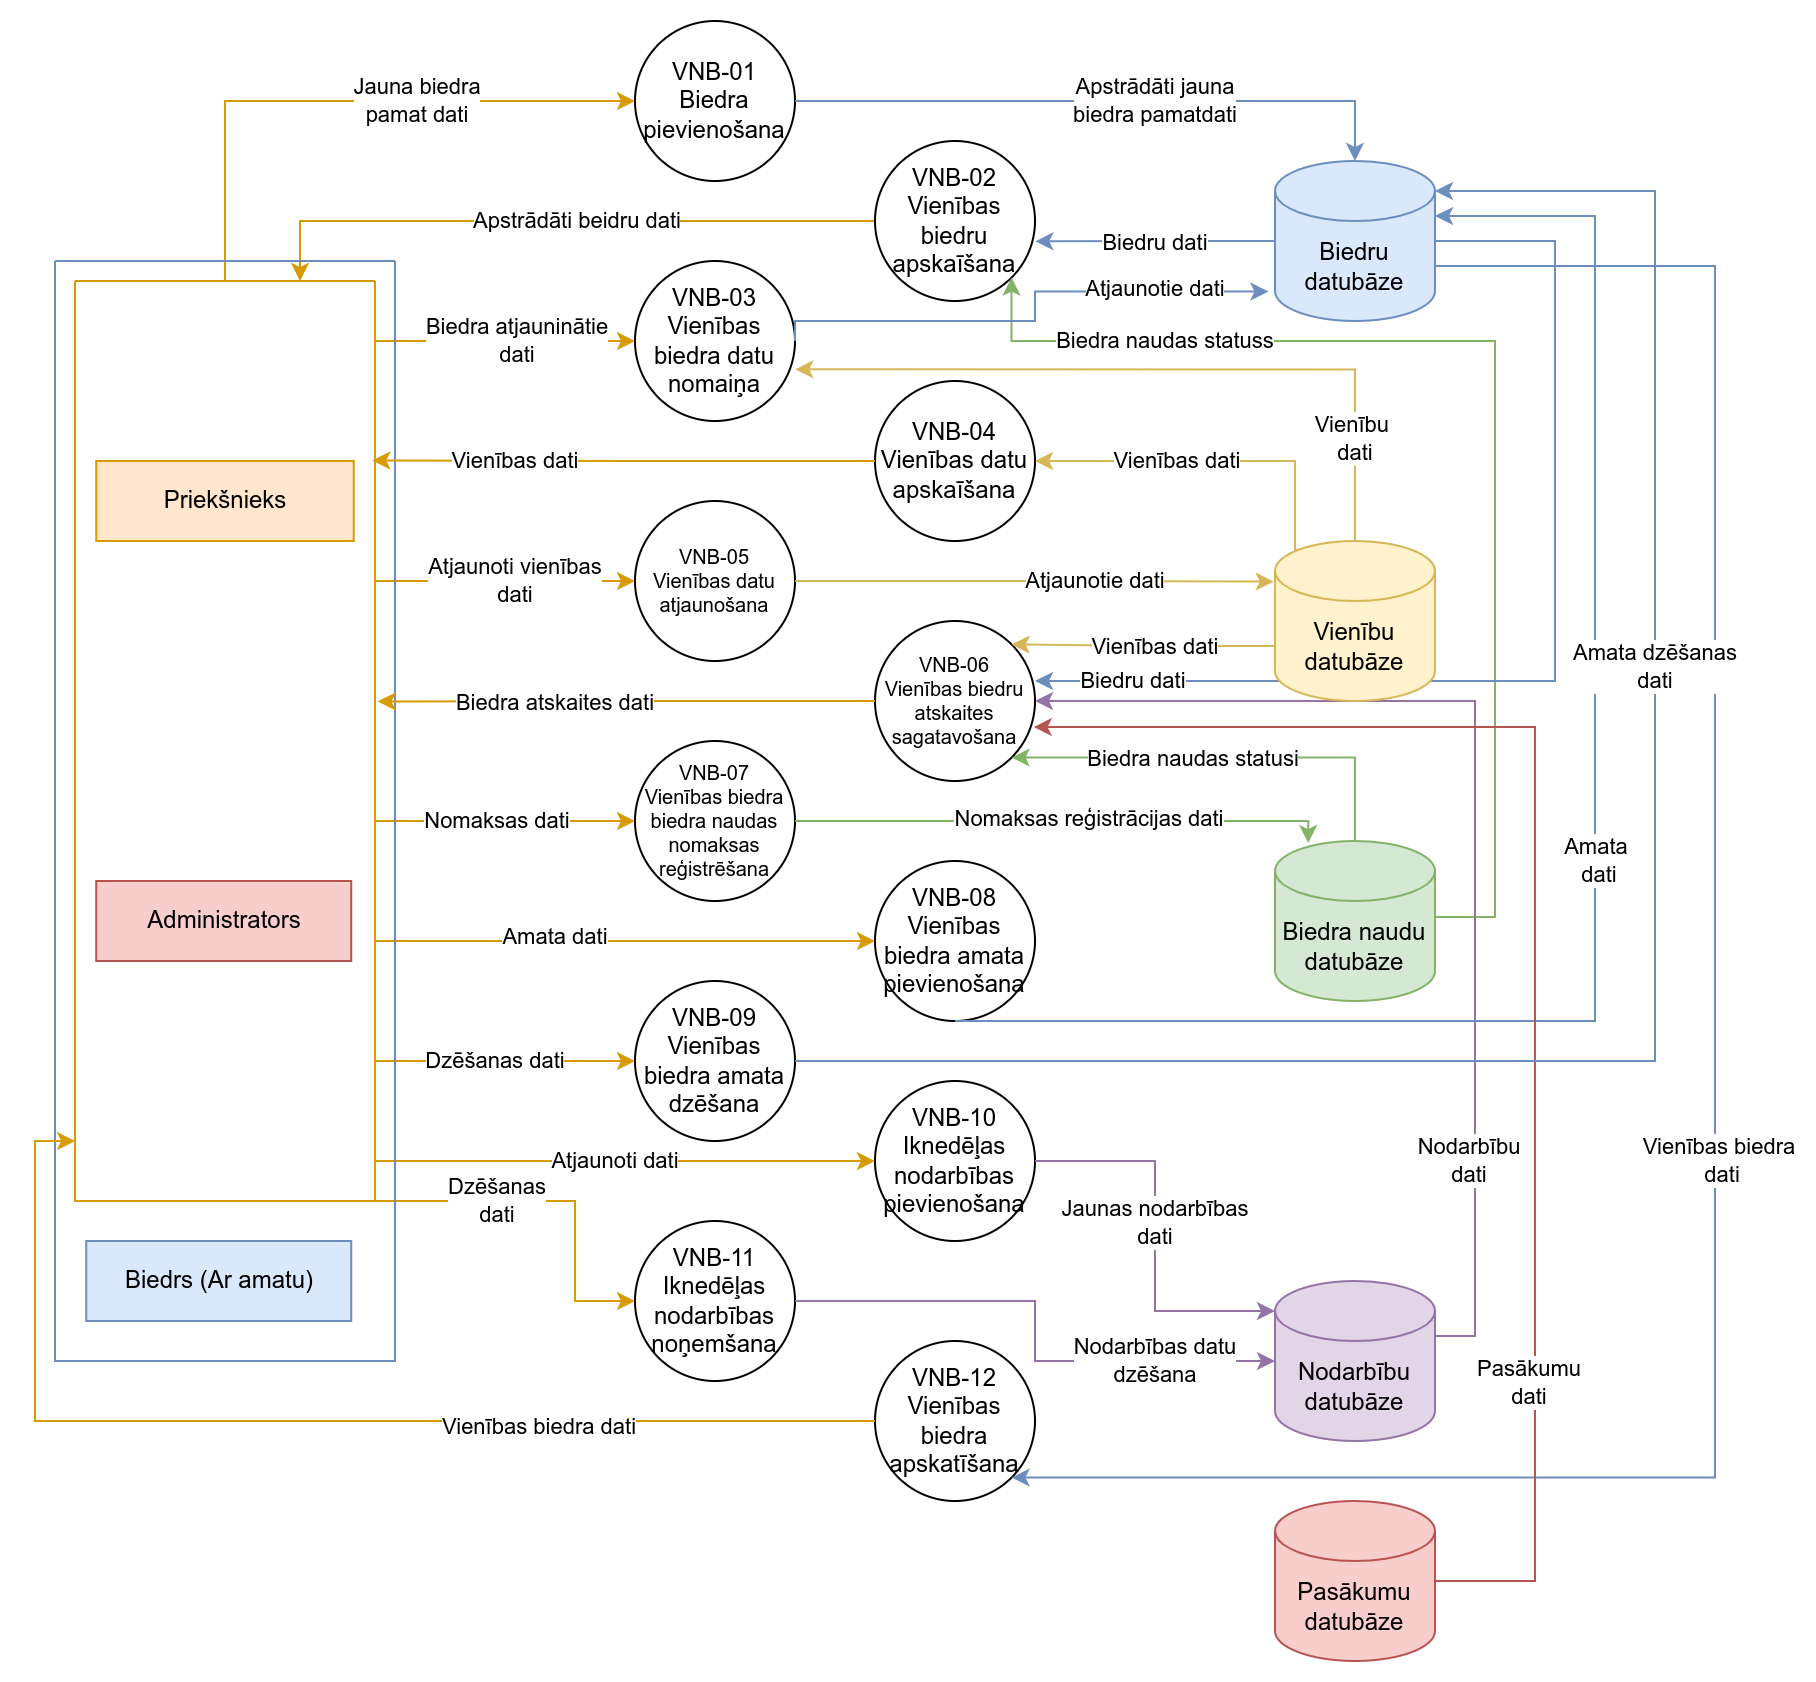 Jauna biedra
pamat dati
VNB-01
Biedra
pievienošana
Apstrādāti jauna
biedra pamatdati
VNB-02
Vienības
biedru
apskaīšana
Apstrādāti beidru dati
Biedru dati
Biedru
datubāze
VNB-03
Vienības
biedra datu
nomaiņa
Biedra atjauninātie
dati
Atjaunotie dati
Biedra naudas statuss
Vienību
dati
VNB-04
Vienības datu
apskaīšana
Vienības dati
Vienības dati
Priekšnieks
VNB-05
Vienības datu
atjaunošana
Atjaunoti vienības
dati
Atjaunotie dati
Vienību
datubāze
Vienības dati
VNB-06
Vienības biedru
atskaites
sagatavošana
Biedru dati
Amata dzēšanas
dati
Biedra atskaites dati
Biedra naudas statusi
VNB-07
Vienības biedra
biedra naudas
nomaksas
reģistrēšana
Nomaksas dati
Nomaksas reģistrācijas dati
Amata
dati
Administrators
VNB-08
Vienības
biedra amata
pievienošana
Amata dati
Biedra naudu
datubāze
VNB-09
Vienības
biedra amata
dzēšana
Dzēšanas dati
VNB-10
Iknedēļas
nodarbības
pievienošana
Atjaunoti dati
Nodarbību
dati
Vienības biedra
dati
Dzēšanas
dati
Jaunas nodarbības
dati
Biedrs (Ar amatu)
VNB-11
Iknedēļas
nodarbības
noņemšana
Nodarbības datu
dzēšana
Nodarbību
datubāze
Pasākumu
dati
VNB-12
Vienības
biedra
apskatīšana
Vienības biedra dati
Pasākumu
datubāze